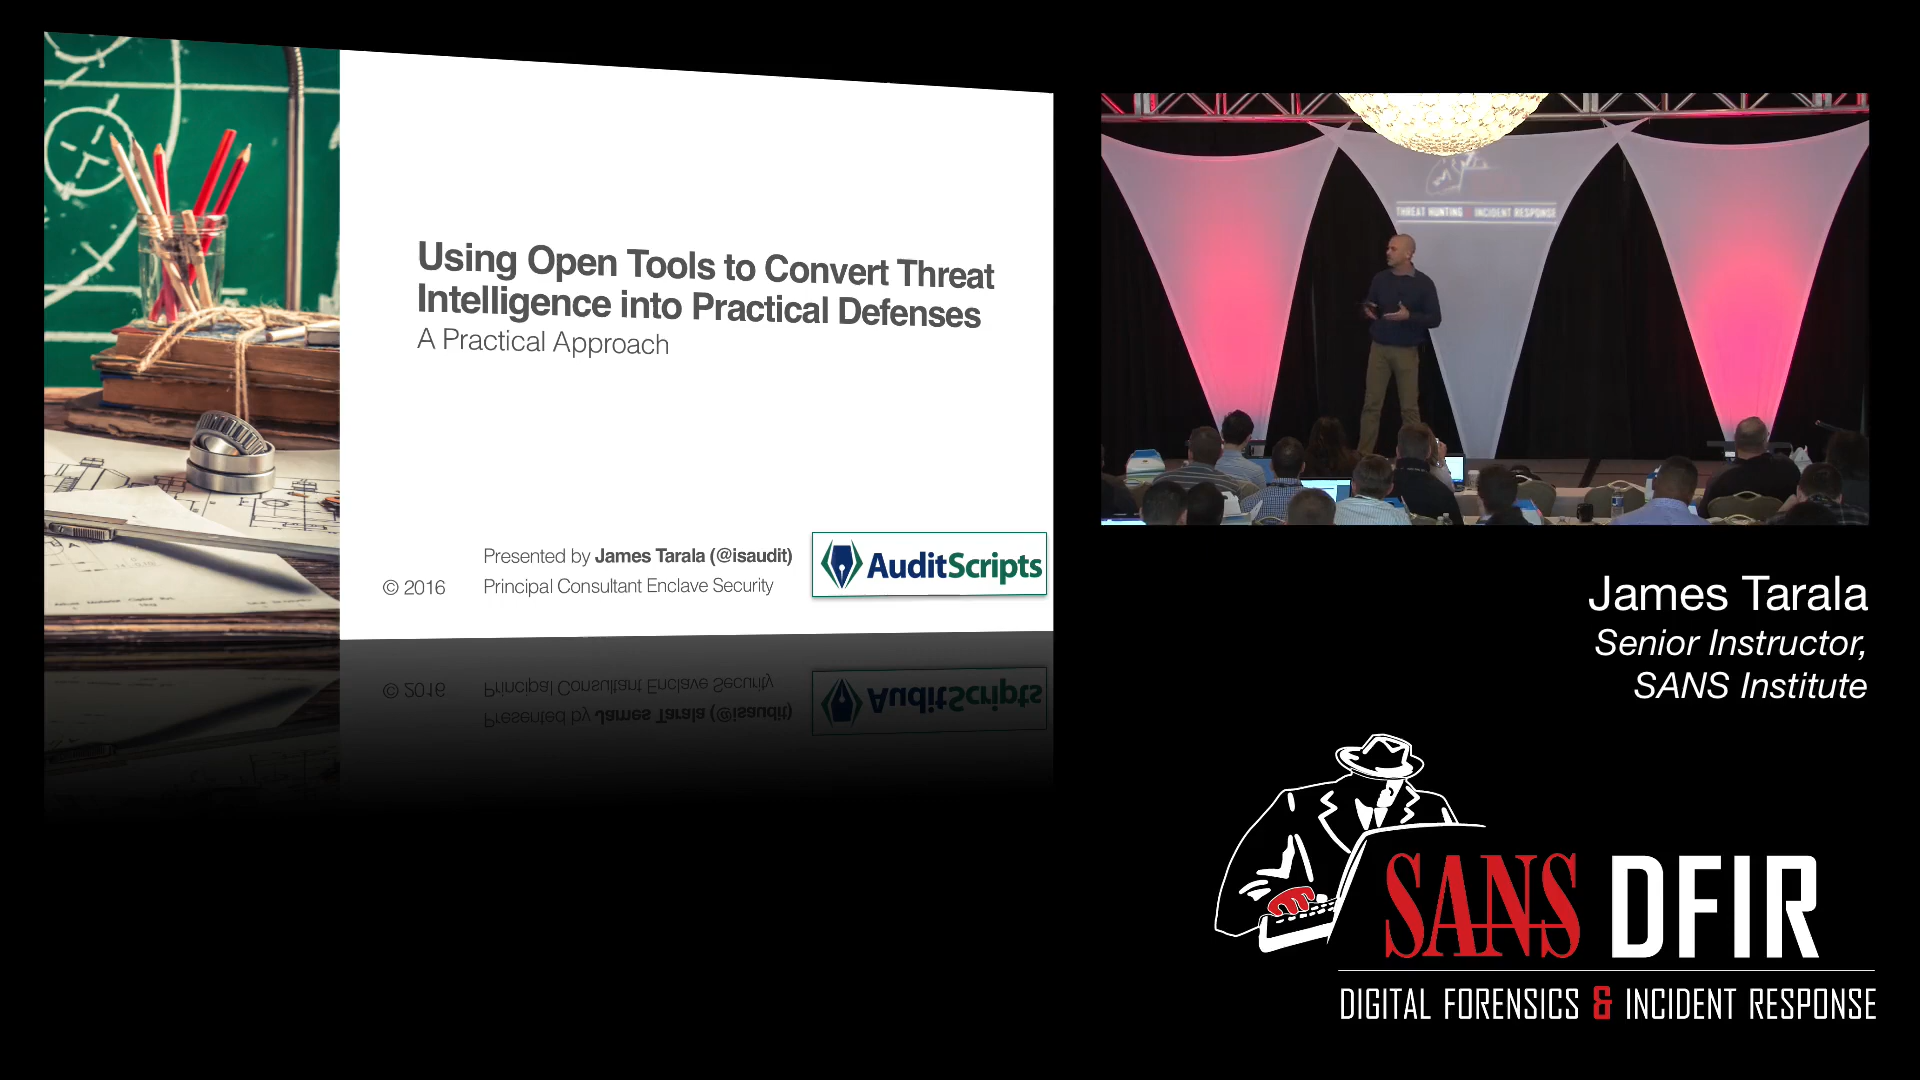 Using Open Tools to Convert Threat
Intelligence into Practical Defenses
A Practical Approach
Presented by James Tarala (@isaudit)
© 2016 Principal Consultant Enclave Security
AuditScripts
THREAT HUNTING & INCIDENT RESPONSE
James Tarala
Senior Instructor,
SANS Institute
SANS DFIR
DIGITAL FORENSICS & INCIDENT RESPONSE